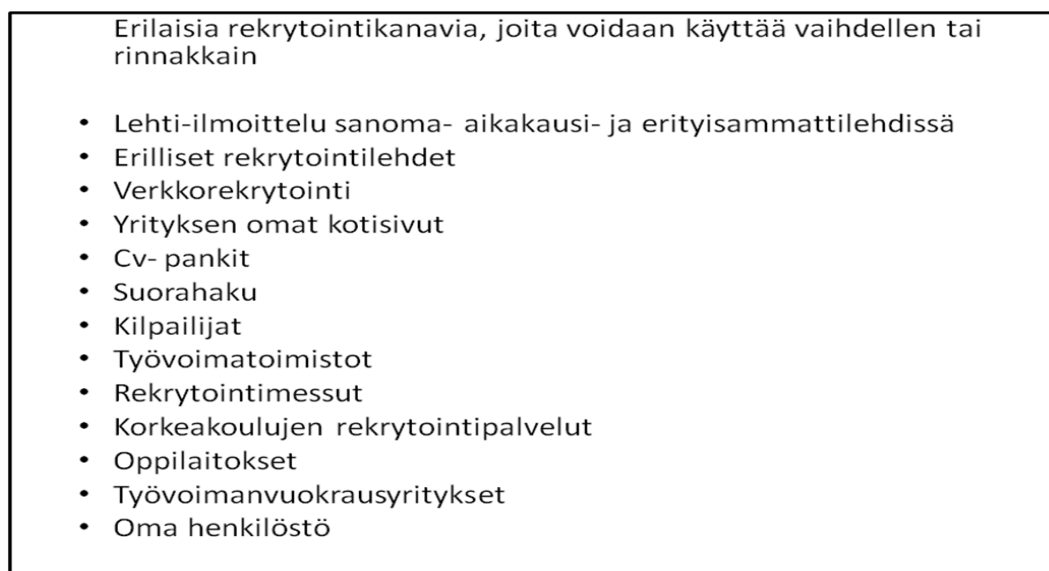 Erilaisia rekrytointikanavia, joita voidaan käyttää vaihdellen tai
rinnakkain
• Lehti-ilmoittelu sanoma- aikakausi- ja erityisammattilehdissä
• Erilliset rekrytointilehdet
• Verkkorekrytointi
• Yrityksen omat kotisivut
• Cv- pankit
• Suorahaku
• Kilpailijat
• Työvoimatoimistot
• Rekrytointimessut
• Korkeakoulujen rekrytointipalvelut
• Oppilaitokset
• Työvoimanvuokrausyritykset
• Oma henkilöstö